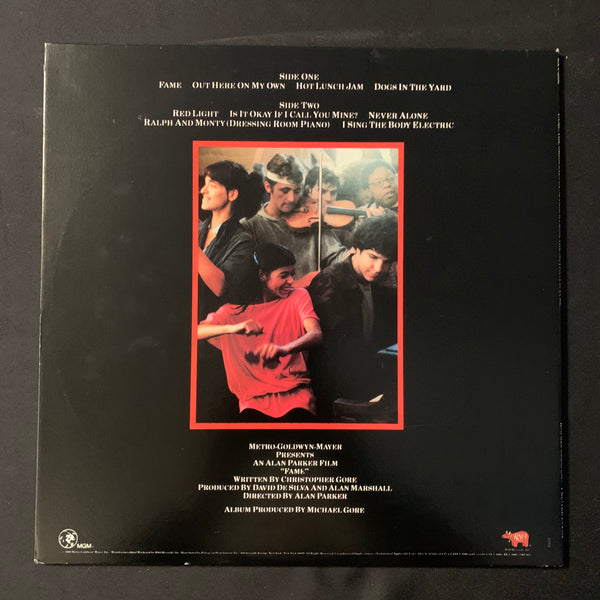 SIDE ONE
FAME OUT HERE ON MY OWN HOT LUNCH JAM DOGS IN THE YARD
SIDE TWO
RED LIGHT IS IT OKAY IF I CALL YOU MINE? NEVER ALONE
RALPH AND MONTY (DRESSING ROOM PIANO) I SING THE BODY ELECTRIC
METRO-GOLDWYN-MAYER
PRESENTS
AN ALAN PARKER FILM
"FAME"
WRITTEN BY CHRISTOPHER GORE
PRODUCED BY DAVID DE SILVA AND ALAN MARSHALL
DIRECTED BY ALAN PARKER
ALBUM PRODUCED BY MICHAEL GORE
MGM